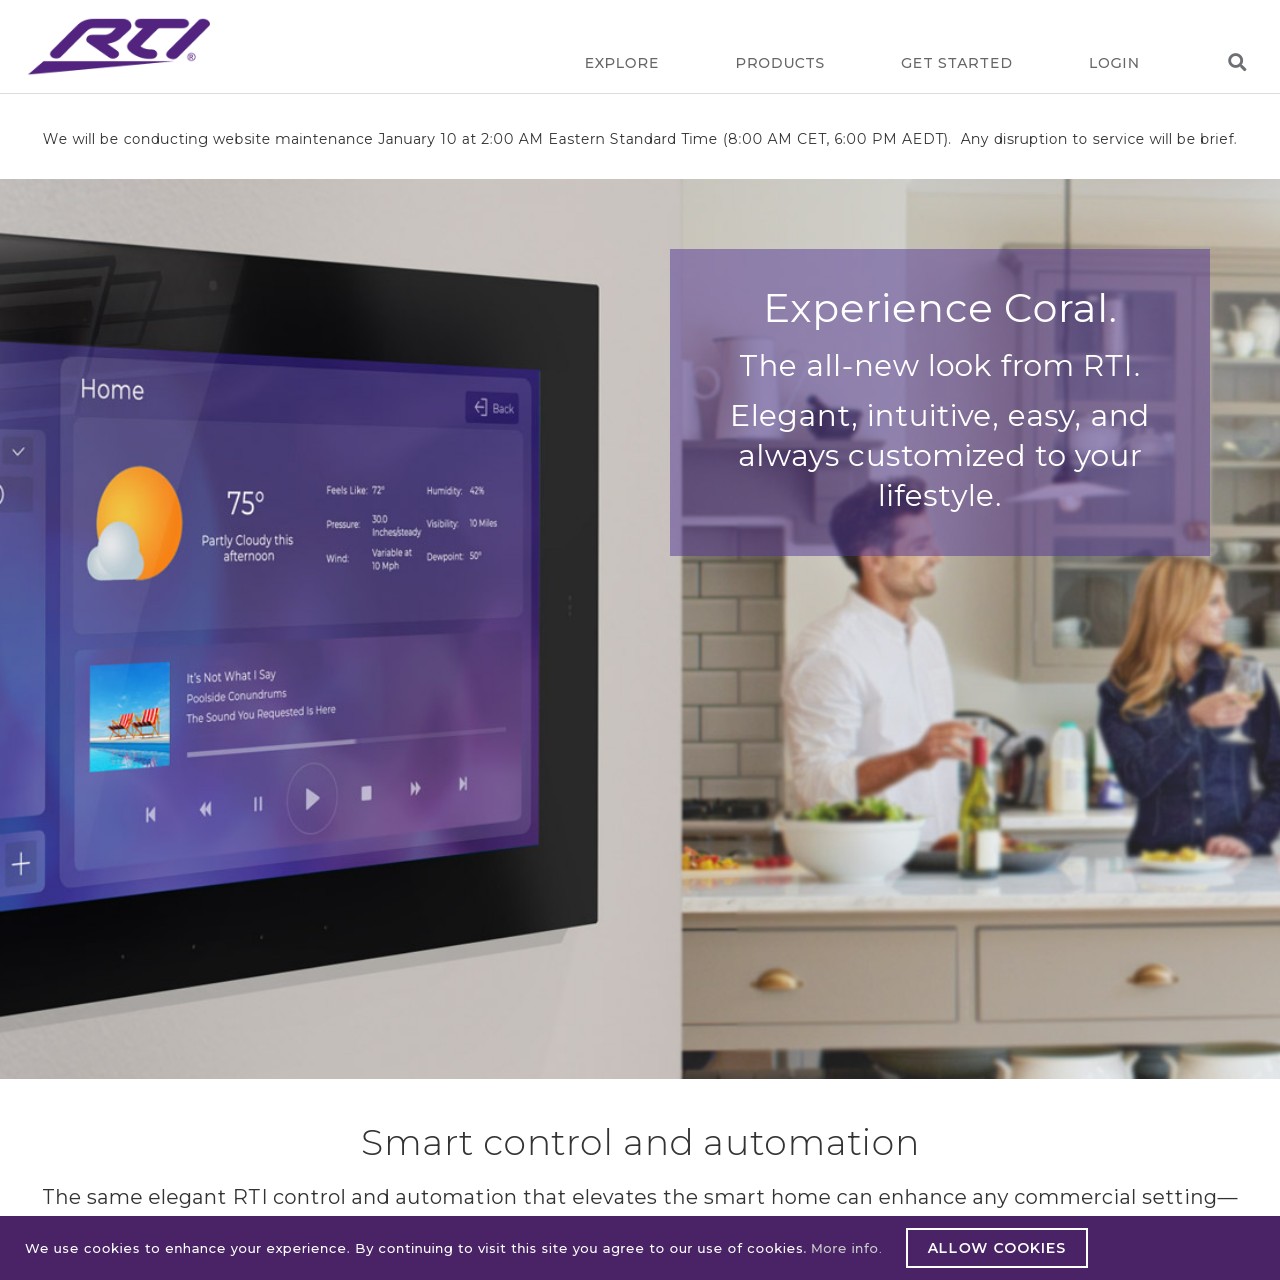 RTI®
EXPLORE
PRODUCTS
GET STARTED
LOGIN
We will be conducting website maintenance January 10 at 2:00 AM Eastern Standard Time (8:00 AM CET, 6:00 PM AEDT).  Any disruption to service will be brief.
Experience Coral.
The all-new look from RTI.
Elegant, intuitive, easy, and
always customized to your
lifestyle.
Home
Back
75°
Partly Cloudy this
afternoon
Feels Like: 72°
Humidity: 42%
Pressure: 30.0
Inches/steady
Visibility: 10 Miles
Wind: Variable at
10 Mph
Dewpoint: 50°
It's Not What I Say
Poolside Conundrums
The Sound You Requested Is Here
Smart control and automation
The same elegant RTI control and automation that elevates the smart home can enhance any commercial setting—
We use cookies to enhance your experience. By continuing to visit this site you agree to our use of cookies. More info.
ALLOW COOKIES